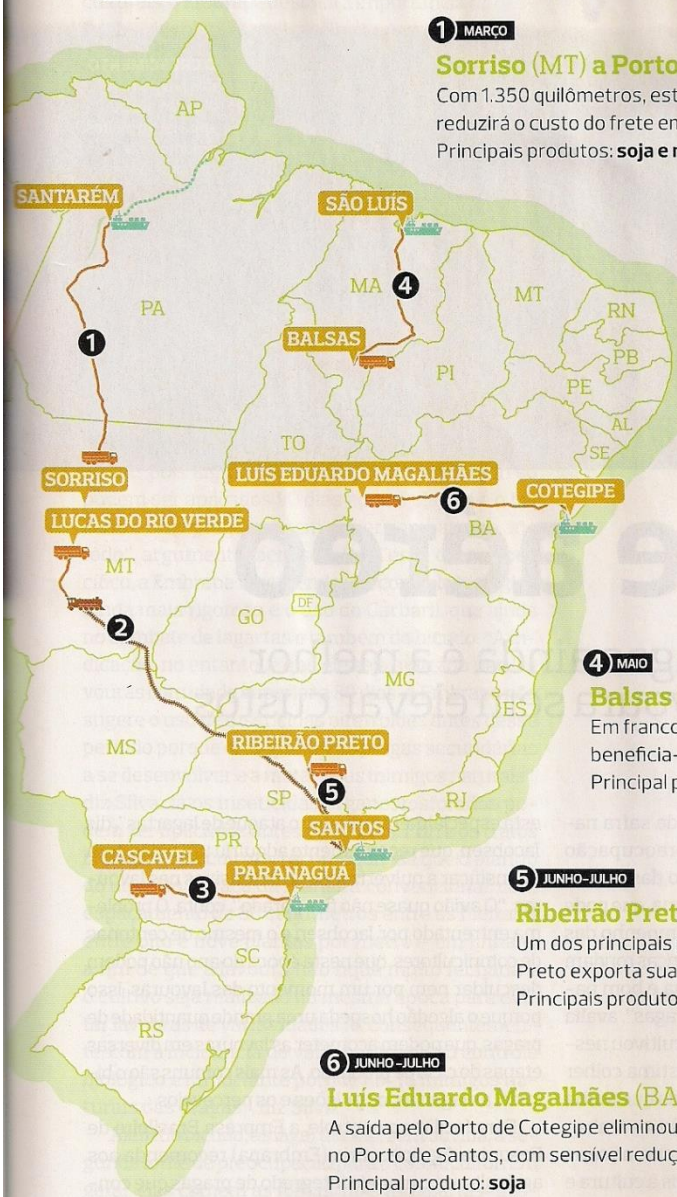 1 MARÇO
Sorriso (MT) a Porto
Com 1.350 quilômetros, est
reduzirá o custo do frete e
Principais produtos: soja e
AP
SANTARÉM
SÃO LUÍS
MA
4
MT
PA
RN
1
BALSAS
PB
PI
PE
AL
TO
SE
SORRISO
LUÍS EDUARDO MAGALHÃES
COTEGIPE
6
LUCAS DO RIO VERDE
BA
MT
GO
DF
2
MG
4 MAIO
Balsas
Em franco
beneficia-
Principal p
ES
MS
RIBEIRÃO PRETO
5
SP
RJ
SANTOS
PR
CASCAVEL
PARANAGUÁ
3
5 JUNHO-JULHO
Ribeirão Pret
Um dos principais
Preto exporta sua
Principais produto
SC
RS
6 JUNHO-JULHO
Luís Eduardo Magalhães (BA
A saída pelo Porto de Cotegipe eliminou
no Porto de Santos, com sensível reduç
Principal produto: soja